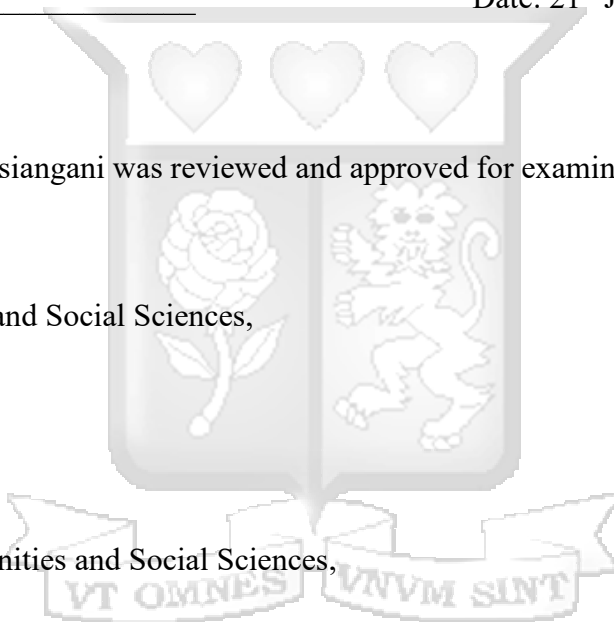 Date: 21
siangani was reviewed and approved for examin
and Social Sciences,
nities and Social Sciences,
VT OMNES VNVM SINT